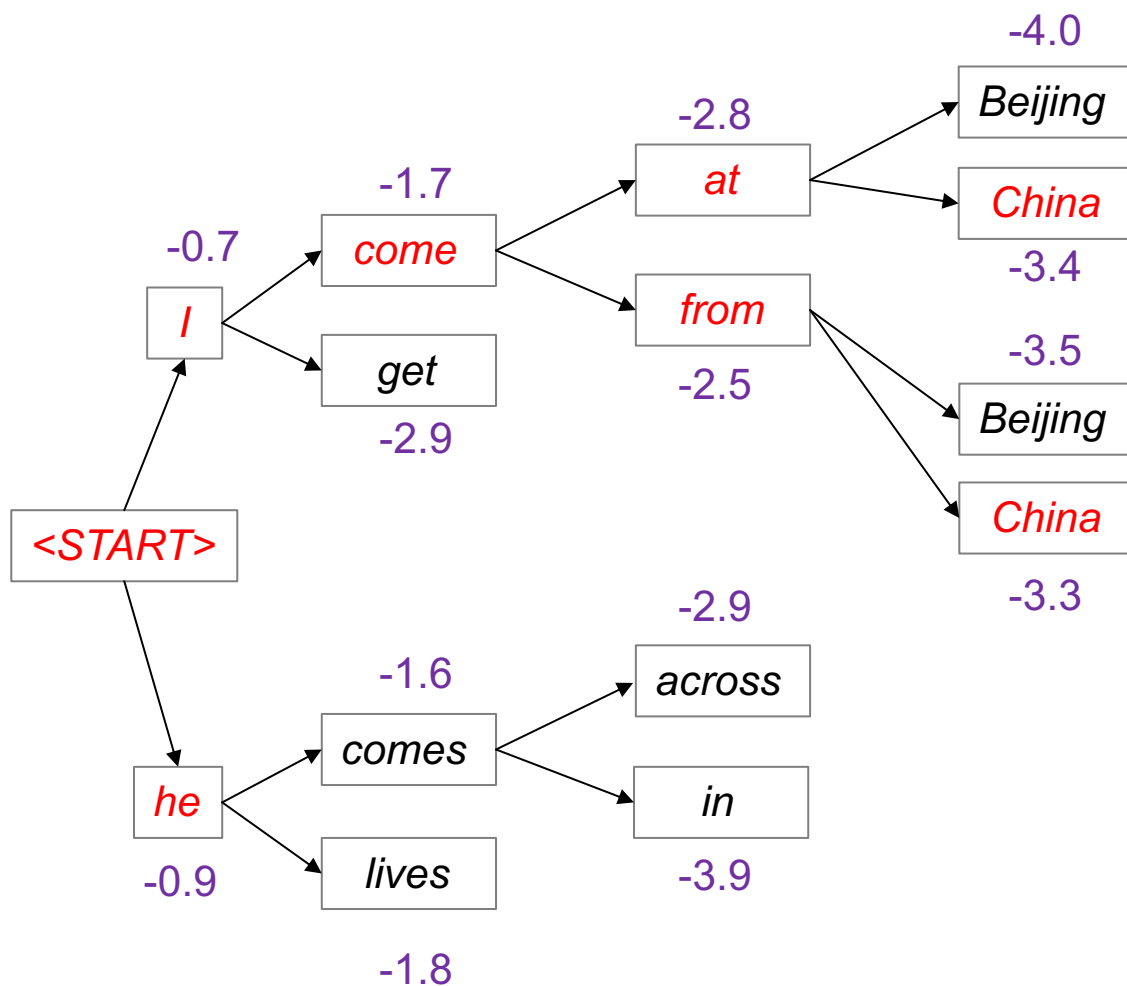 -4.0
Beijing
-2.8
at
China
-3.4
-1.7
come
-0.7
I
from
-2.5
-3.5
Beijing
get
-2.9
China
-3.3
<START>
-2.9
across
-1.6
comes
he
-0.9
in
-3.9
lives
-1.8